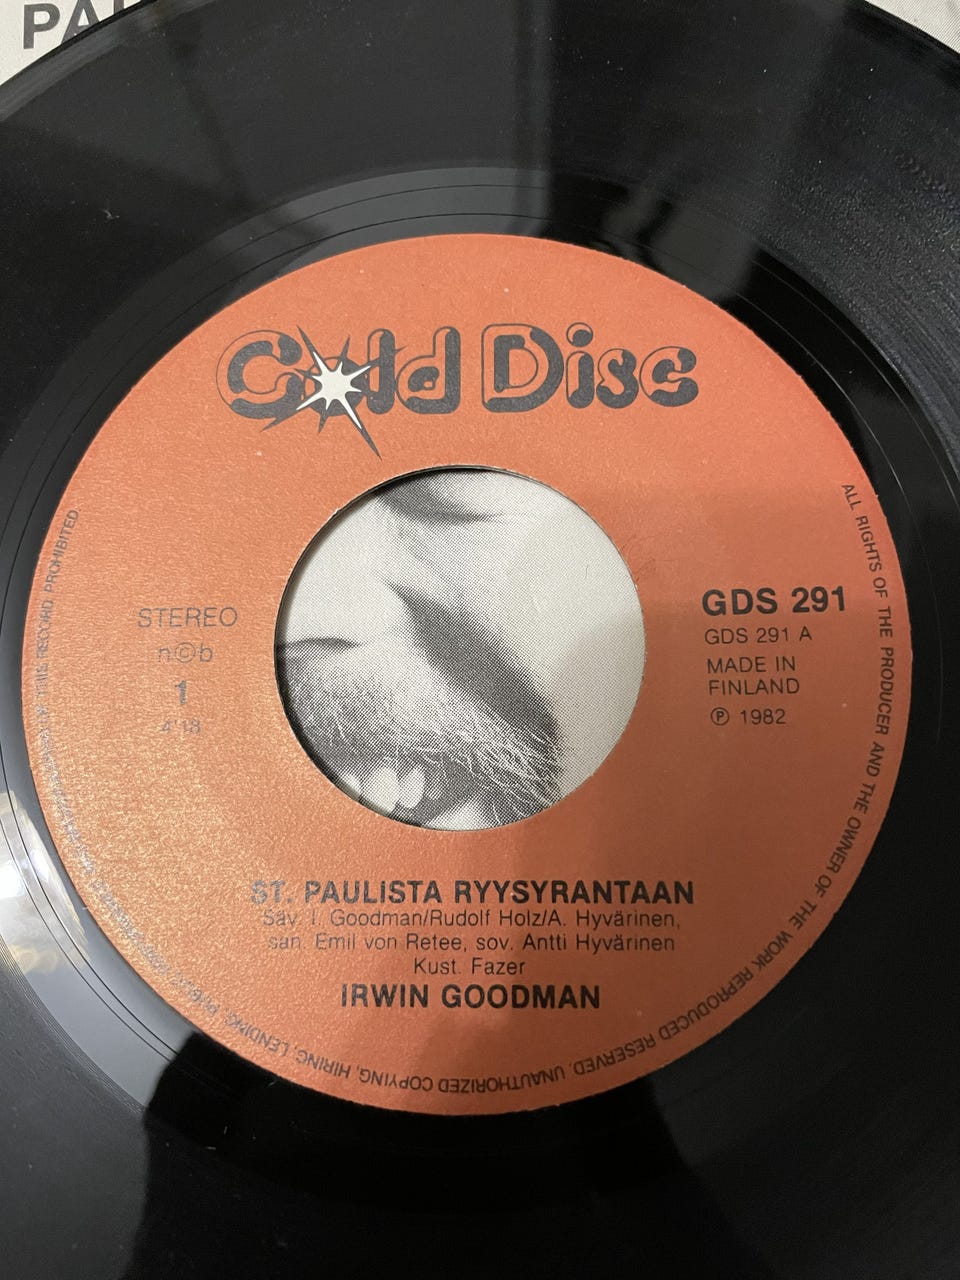 Gold Disc
STEREO
n©b
1
4'18
GDS 291
GDS 291 A
MADE IN
FINLAND
℗ 1982
ST. PAULISTA RYYSYRANTAAN
Säv. I. Goodman/Rudolf Holz/A. Hyvärinen,
san. Emil von Retee, sov. Antti Hyvärinen
Kust. Fazer
IRWIN GOODMAN
ALL RIGHTS OF THE PRODUCER AND THE OWNER OF THE WORK REPRODUCED RESERVED. UNAUTHORIZED COPYING, HIRING, LENDING, THIS RECORD PROHIBITED.